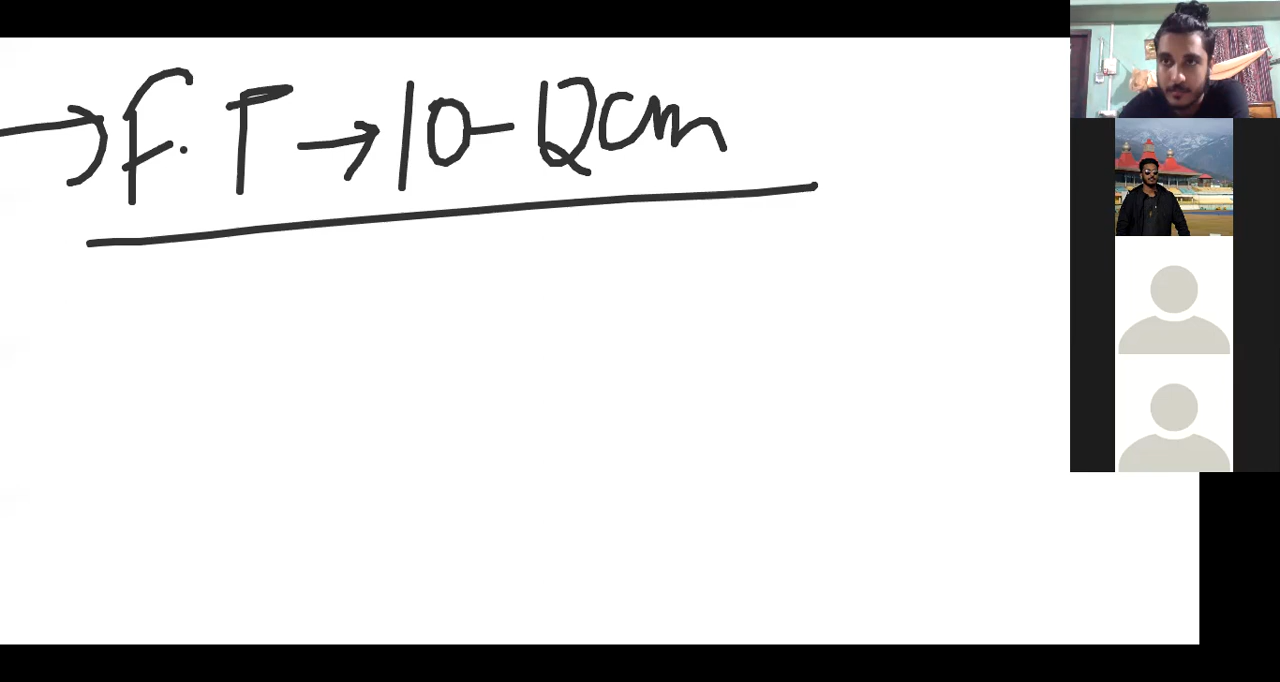 → F.T → 10-12cm